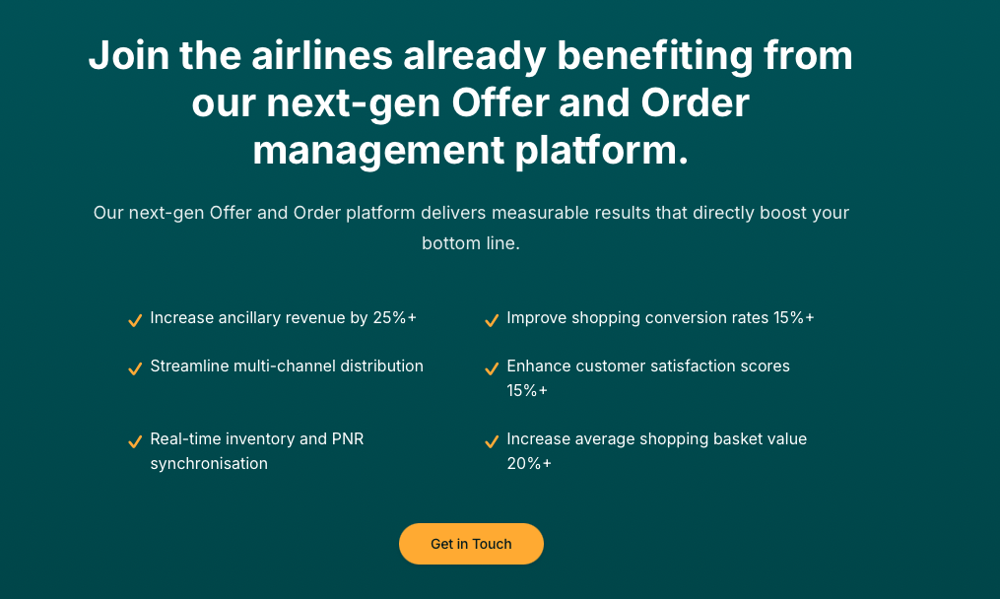 Join the airlines already benefiting from
our next-gen Offer and Order
management platform.
Our next-gen Offer and Order platform delivers measurable results that directly boost your
bottom line.
Increase ancillary revenue by 25%+
Improve shopping conversion rates 15%+
Streamline multi-channel distribution
Enhance customer satisfaction scores
15%+
Real-time inventory and PNR
synchronisation
Increase average shopping basket value
20%+
Get in Touch